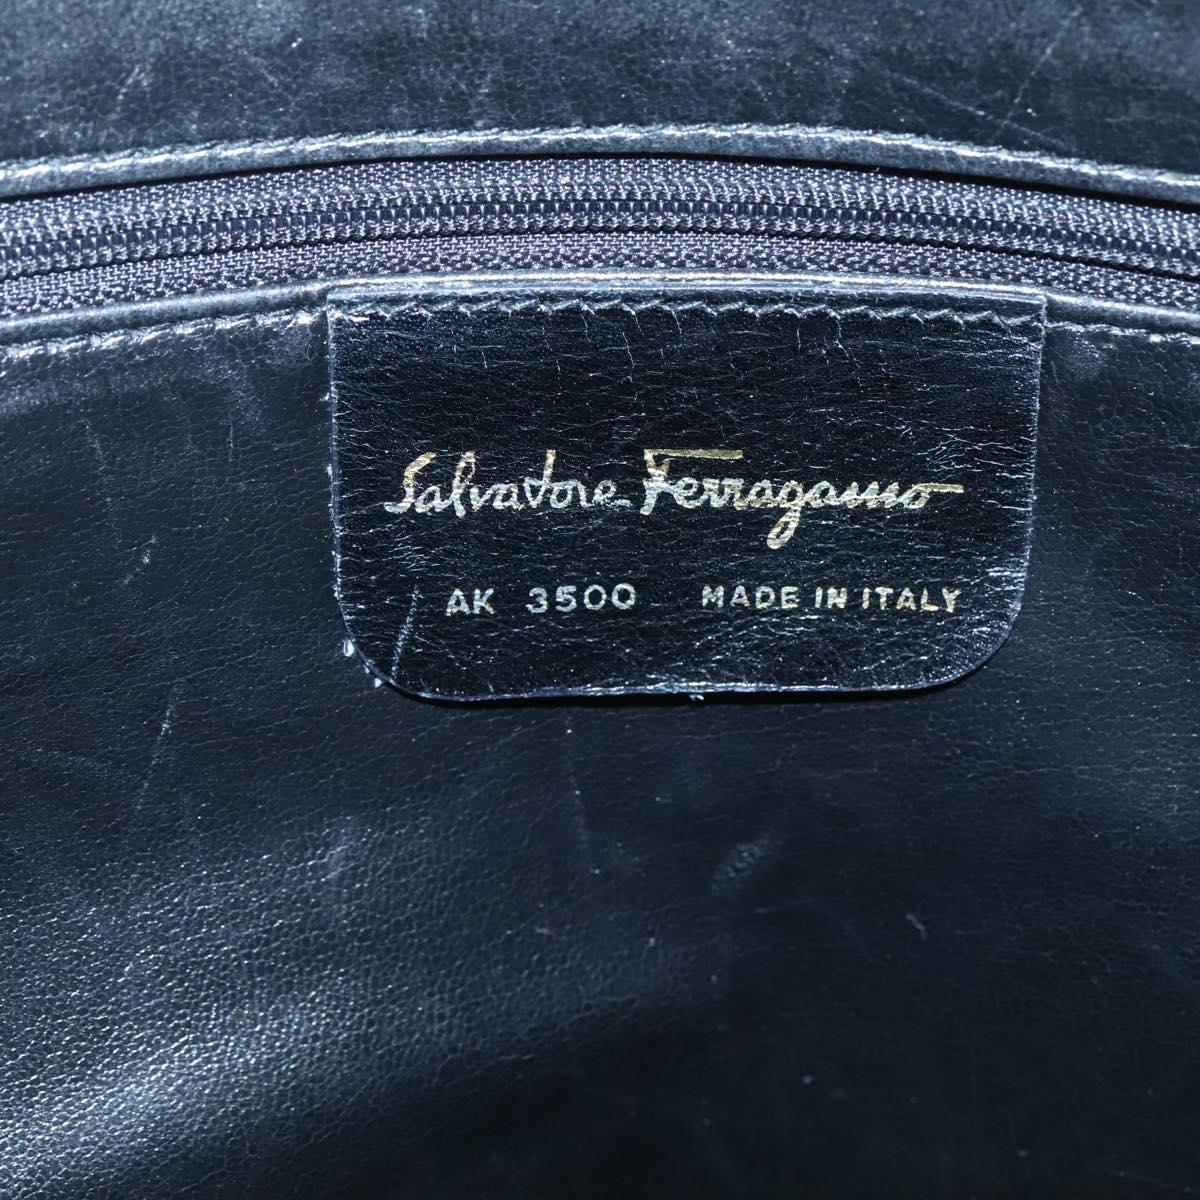 Salvatore Ferragamo
AK 3500 MADE IN ITALY